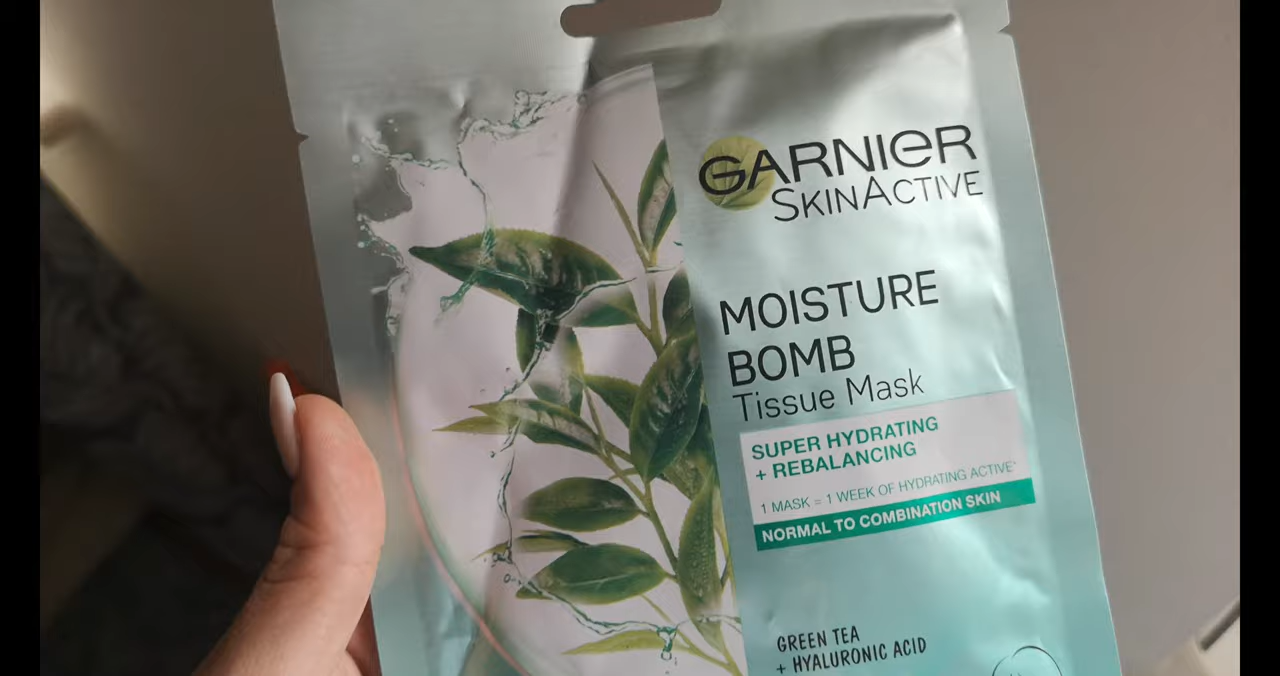 GARNIER
SKINACTIVE
MOISTURE
BOMB
Tissue Mask
SUPER HYDRATING
+ REBALANCING
1 MASK = 1 WEEK OF HYDRATING ACTIVE*
NORMAL TO COMBINATION SKIN
GREEN TEA
+ HYALURONIC ACID